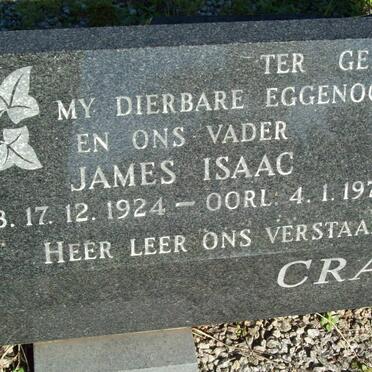 TER GE
MY DIERBARE EGGENOO
EN ONS VADER
JAMES ISAAC
B. 17. 12. 1924 – OORL. 4. 1. 197
HEER LEER ONS VERSTAA
CRA